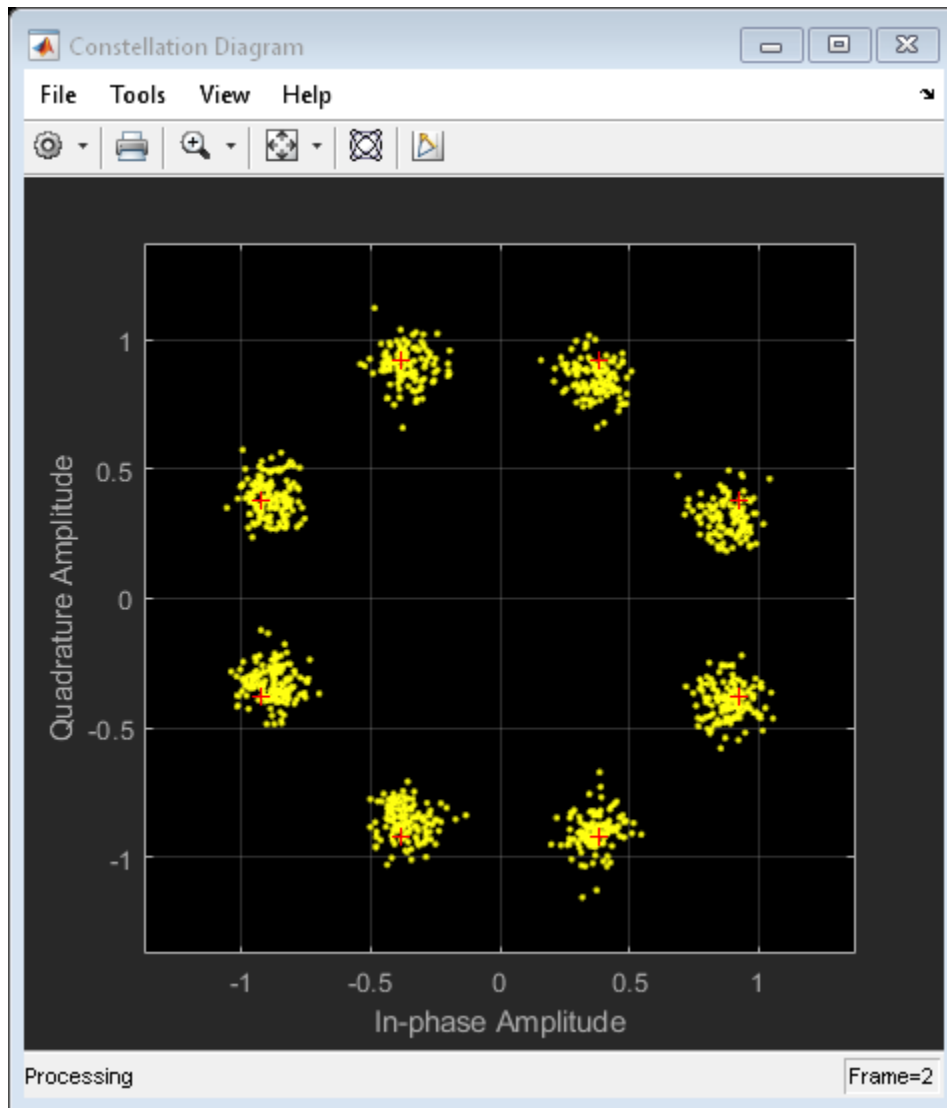 Constellation Diagram
File Tools View Help
1
0.5
0
-0.5
-1
Quadrature Amplitude
-1 -0.5 0 0.5 1
In-phase Amplitude
Processing Frame=2